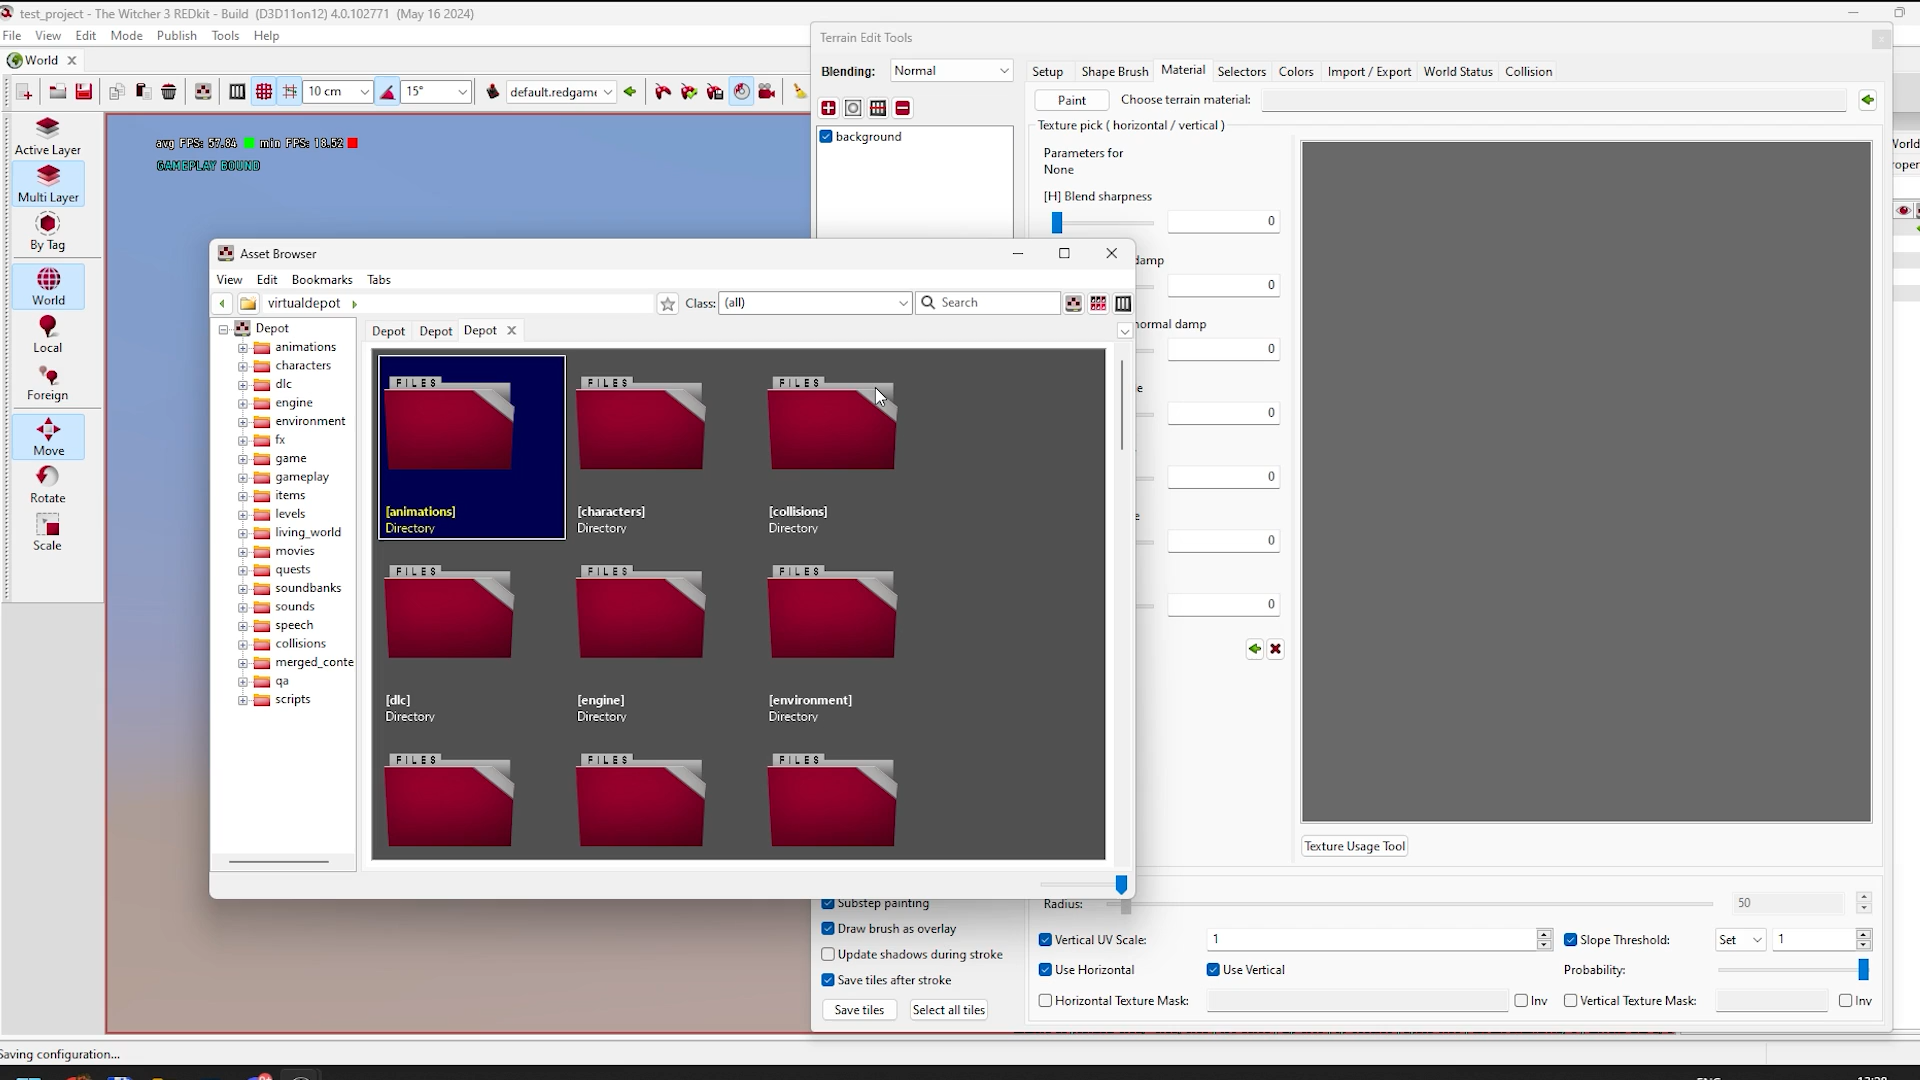 test_project - The Witcher 3 REDkit - Build (D3D11on12) 4.0.102771 (May 16 2024)
File View Edit Mode Publish Tools Help
World
10 cm 15° default.redgame
Active Layer
Multi Layer
By Tag
World
Local
Foreign
Move
Rotate
Scale
avg FPS: 57.84 min FPS: 18.52
GAMEPLAY BOUND
Terrain Edit Tools
Blending: Normal
Setup Shape Brush Material Selectors Colors Import / Export World Status Collision
background
Paint Choose terrain material:
Texture pick ( horizontal / vertical )
Parameters for
None
[H] Blend sharpness
0
damp
0
normal damp
0
0
0
0
0
Texture Usage Tool
Asset Browser
View Edit Bookmarks Tabs
virtualdepot Class: (all) Search
Depot
animations
characters
dlc
engine
environment
fx
game
gameplay
items
levels
living_world
movies
quests
soundbanks
sounds
speech
collisions
merged_conte
qa
scripts
Depot Depot Depot
FILES FILES FILES
[animations] [characters] [collisions]
Directory Directory Directory
FILES FILES FILES
[dlc] [engine] [environment]
Directory Directory Directory
FILES FILES FILES
Substep painting
Draw brush as overlay
Update shadows during stroke
Save tiles after stroke
Save tiles Select all tiles
Radius: 50
Vertical UV Scale: 1 Slope Threshold: Set 1
Use Horizontal Use Vertical Probability:
Horizontal Texture Mask: Inv Vertical Texture Mask: Inv
Saving configuration...